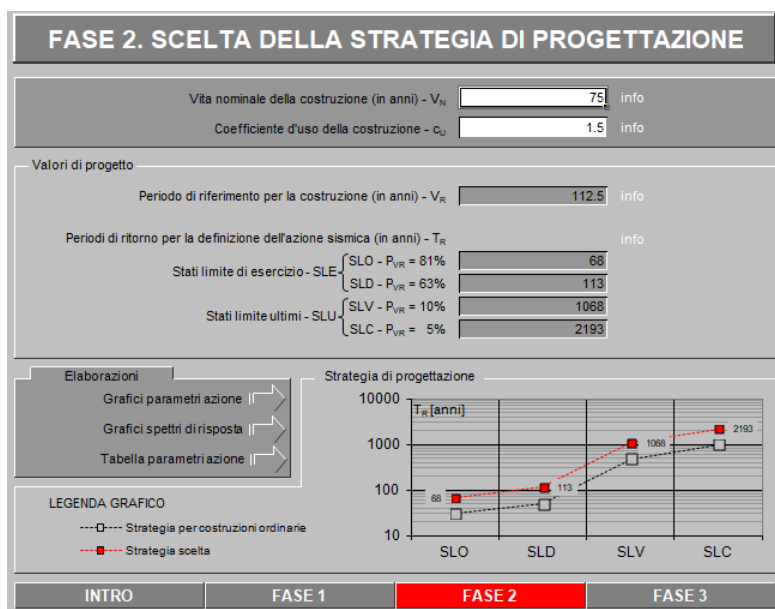 FASE 2. SCELTA DELLA STRATEGIA DI PROGETTAZIONE
Vita nominale della costruzione (in anni) - VN 75 info
Coefficiente d'uso della costruzione - cU 1.5 info
Valori di progetto
Periodo di riferimento per la costruzione (in anni) - VR 112.5 info
Periodi di ritorno per la definizione dell'azione sismica (in anni) - TR info
Stati limite di esercizio - SLE
SLO - PVR = 81% 68
SLD - PVR = 63% 113
Stati limite ultimi - SLU
SLV - PVR = 10% 1068
SLC - PVR = 5% 2193
Elaborazioni
Grafici parametri azione
Grafici spettri di risposta
Tabella parametri azione
LEGENDA GRAFICO
Strategia per costruzioni ordinarie
Strategia scelta
Strategia di progettazione
TR [anni]
10000
1000
100
10
68
113
1068
2193
SLO SLD SLV SLC
INTRO FASE 1 FASE 2 FASE 3